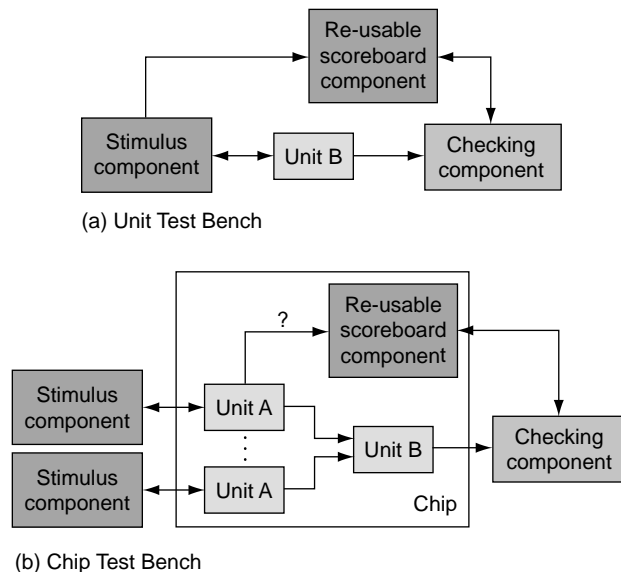 Re-usable
scoreboard
component
Stimulus
component
Unit B
Checking
component
(a) Unit Test Bench
?
Re-usable
scoreboard
component
Stimulus
component
Unit A
Unit B
Checking
component
Stimulus
component
Unit A
Chip
(b) Chip Test Bench